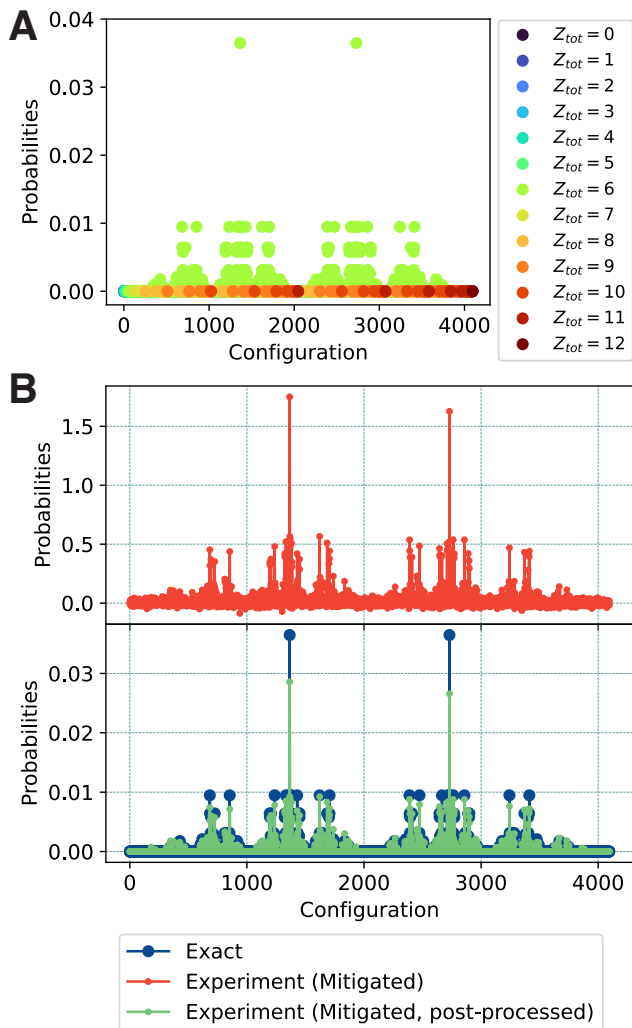 A
0.04
0.03
0.02
0.01
0.00
Probabilities
0 1000 2000 3000 4000
Configuration
Z_tot = 0
Z_tot = 1
Z_tot = 2
Z_tot = 3
Z_tot = 4
Z_tot = 5
Z_tot = 6
Z_tot = 7
Z_tot = 8
Z_tot = 9
Z_tot = 10
Z_tot = 11
Z_tot = 12
B
1.5
1.0
0.5
0.0
Probabilities
0.03
0.02
0.01
0.00
Probabilities
0 1000 2000 3000 4000
Configuration
Exact
Experiment (Mitigated)
Experiment (Mitigated, post-processed)